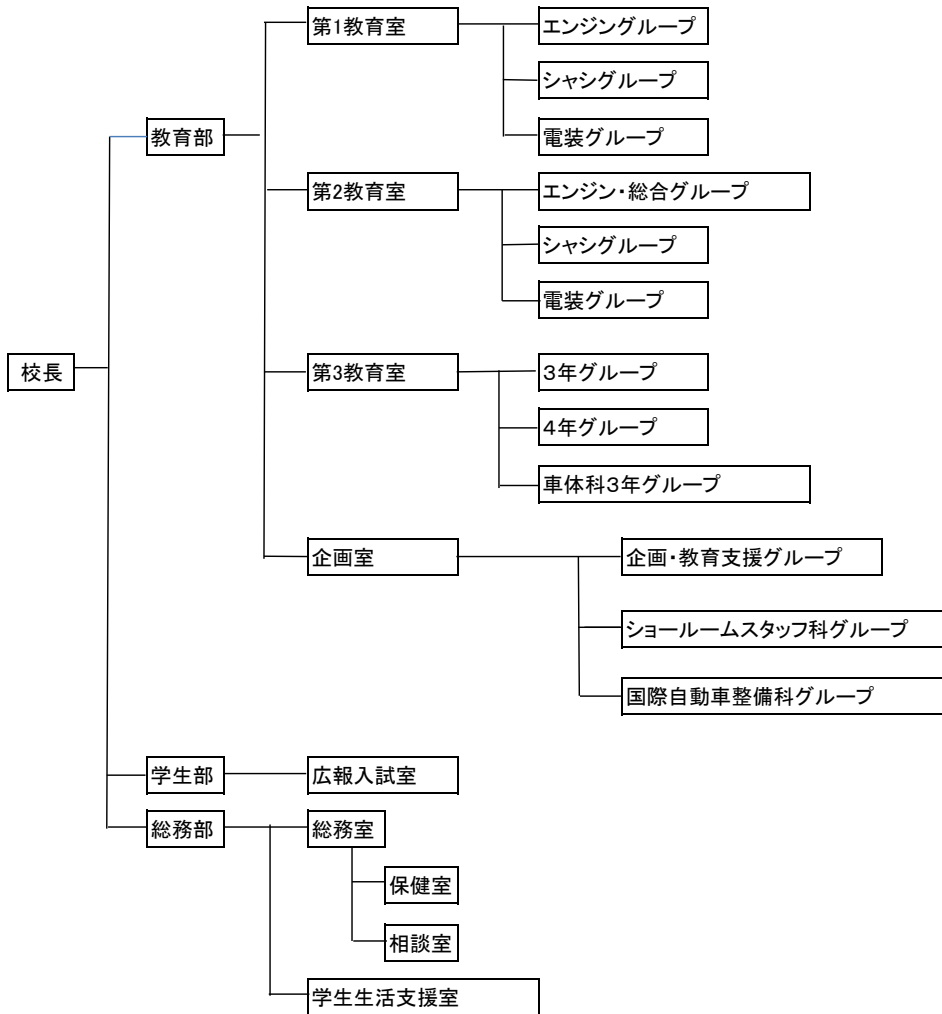 第1教育室
エンジングループ
シャシグループ
教育部
電装グループ
第2教育室
エンジン・総合グループ
シャシグループ
電装グループ
校長
第3教育室
3年グループ
4年グループ
車体科3年グループ
企画室
企画・教育支援グループ
ショールームスタッフ科グループ
国際自動車整備科グループ
学生部
広報入試室
総務部
総務室
保健室
相談室
学生生活支援室